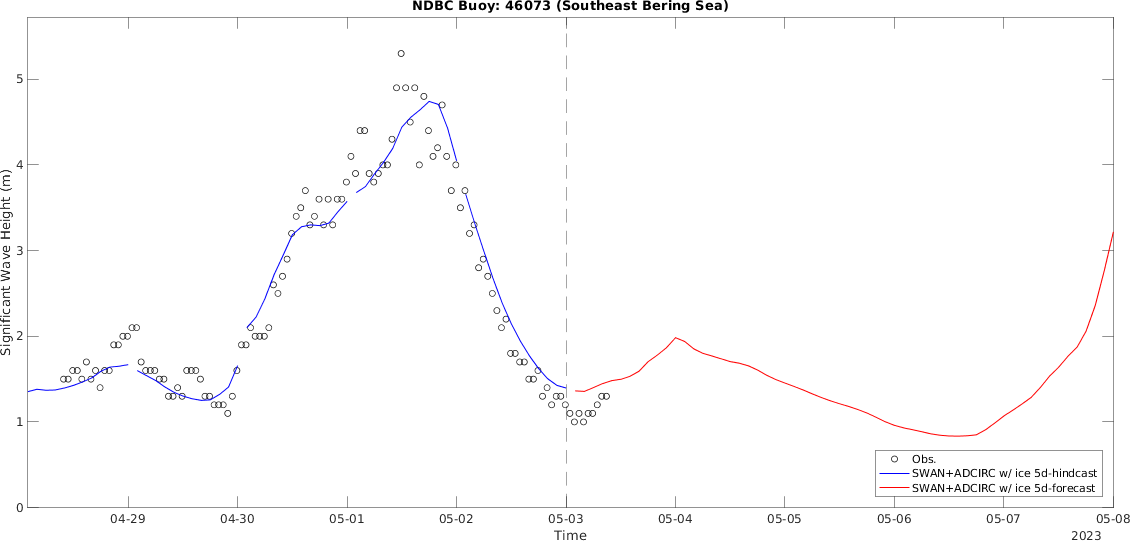 NDBC Buoy: 46073 (Southeast Bering Sea)
Significant Wave Height (m)
5
4
3
2
1
0
Obs.
SWAN+ADCIRC w/ ice 5d-hindcast
SWAN+ADCIRC w/ ice 5d-forecast
04-29 04-30 05-01 05-02 05-03 05-04 05-05 05-06 05-07 05-08
Time
2023